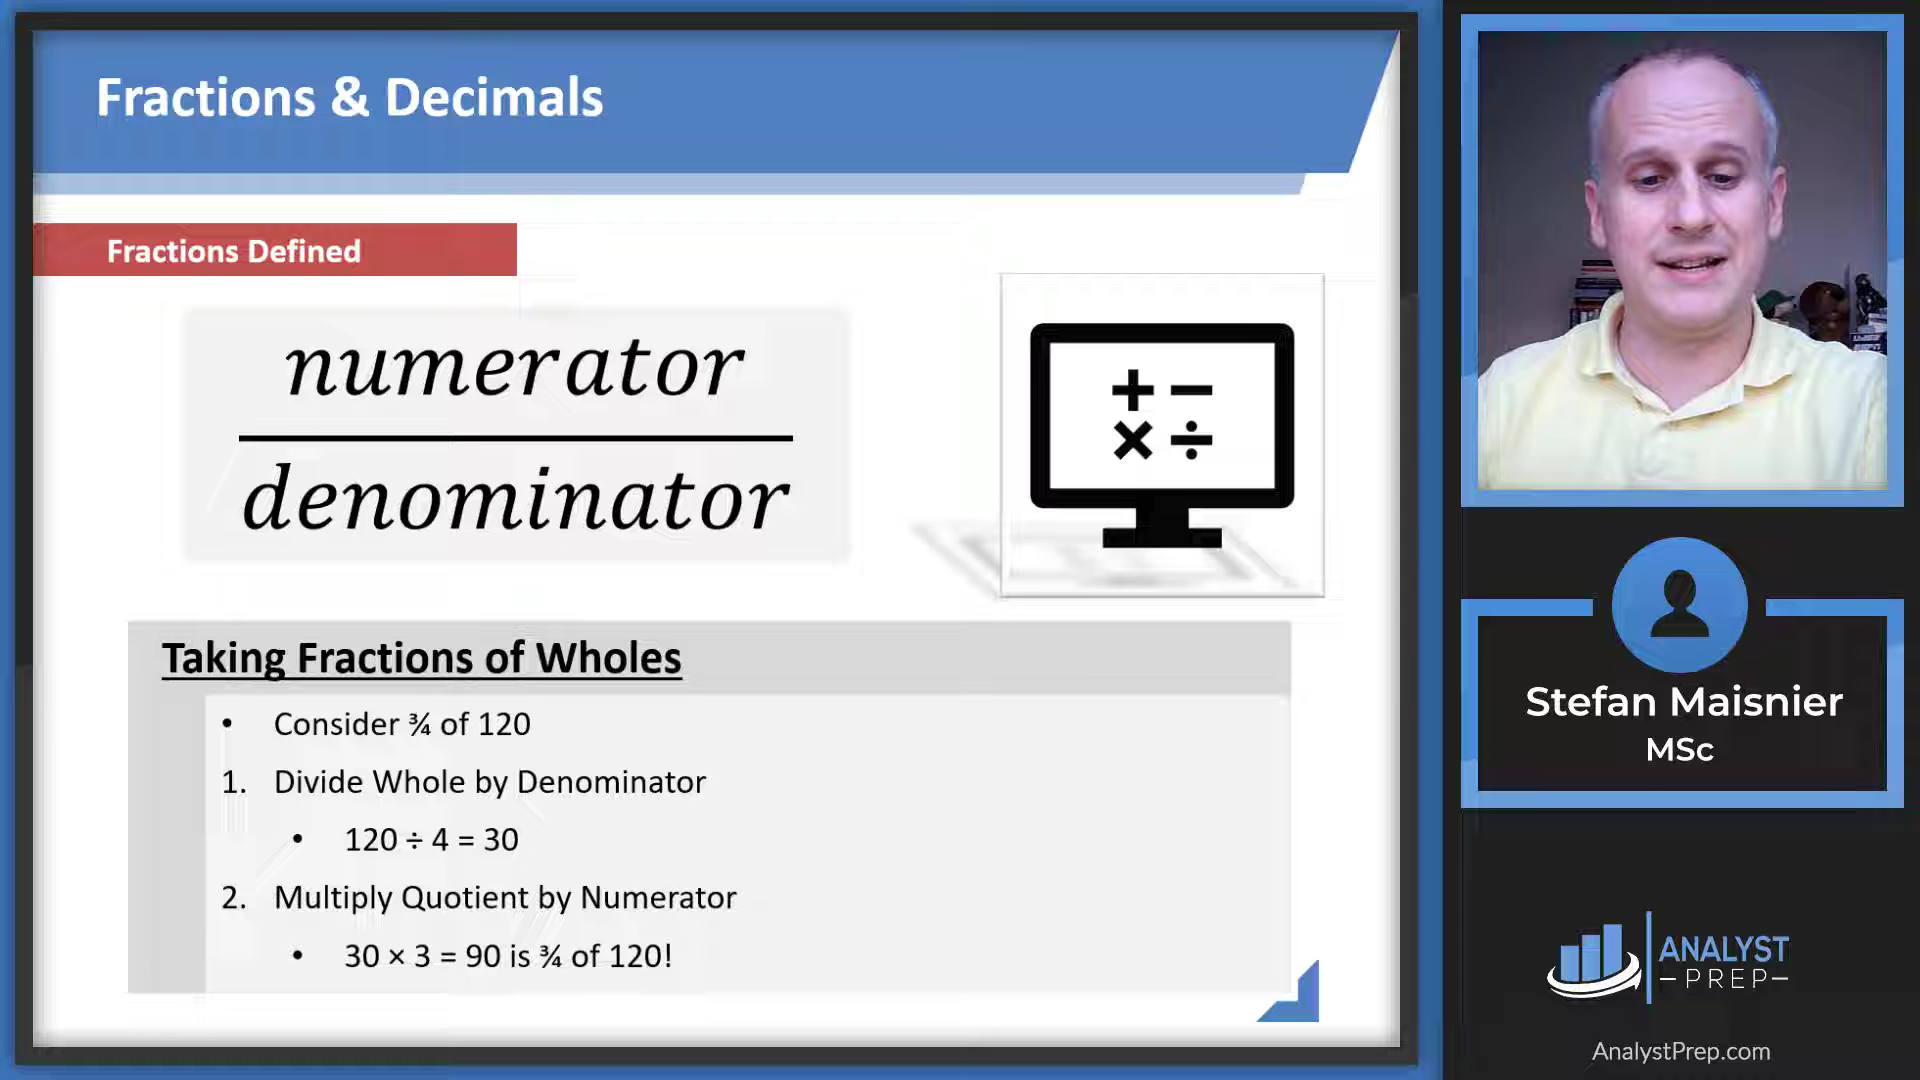 Fractions & Decimals
Fractions Defined
numerator
denominator
+ −
× ÷
Taking Fractions of Wholes
• Consider ¾ of 120
1. Divide Whole by Denominator
• 120 ÷ 4 = 30
2. Multiply Quotient by Numerator
• 30 × 3 = 90 is ¾ of 120!
Stefan Maisnier
MSc
ANALYST
PREP
AnalystPrep.com